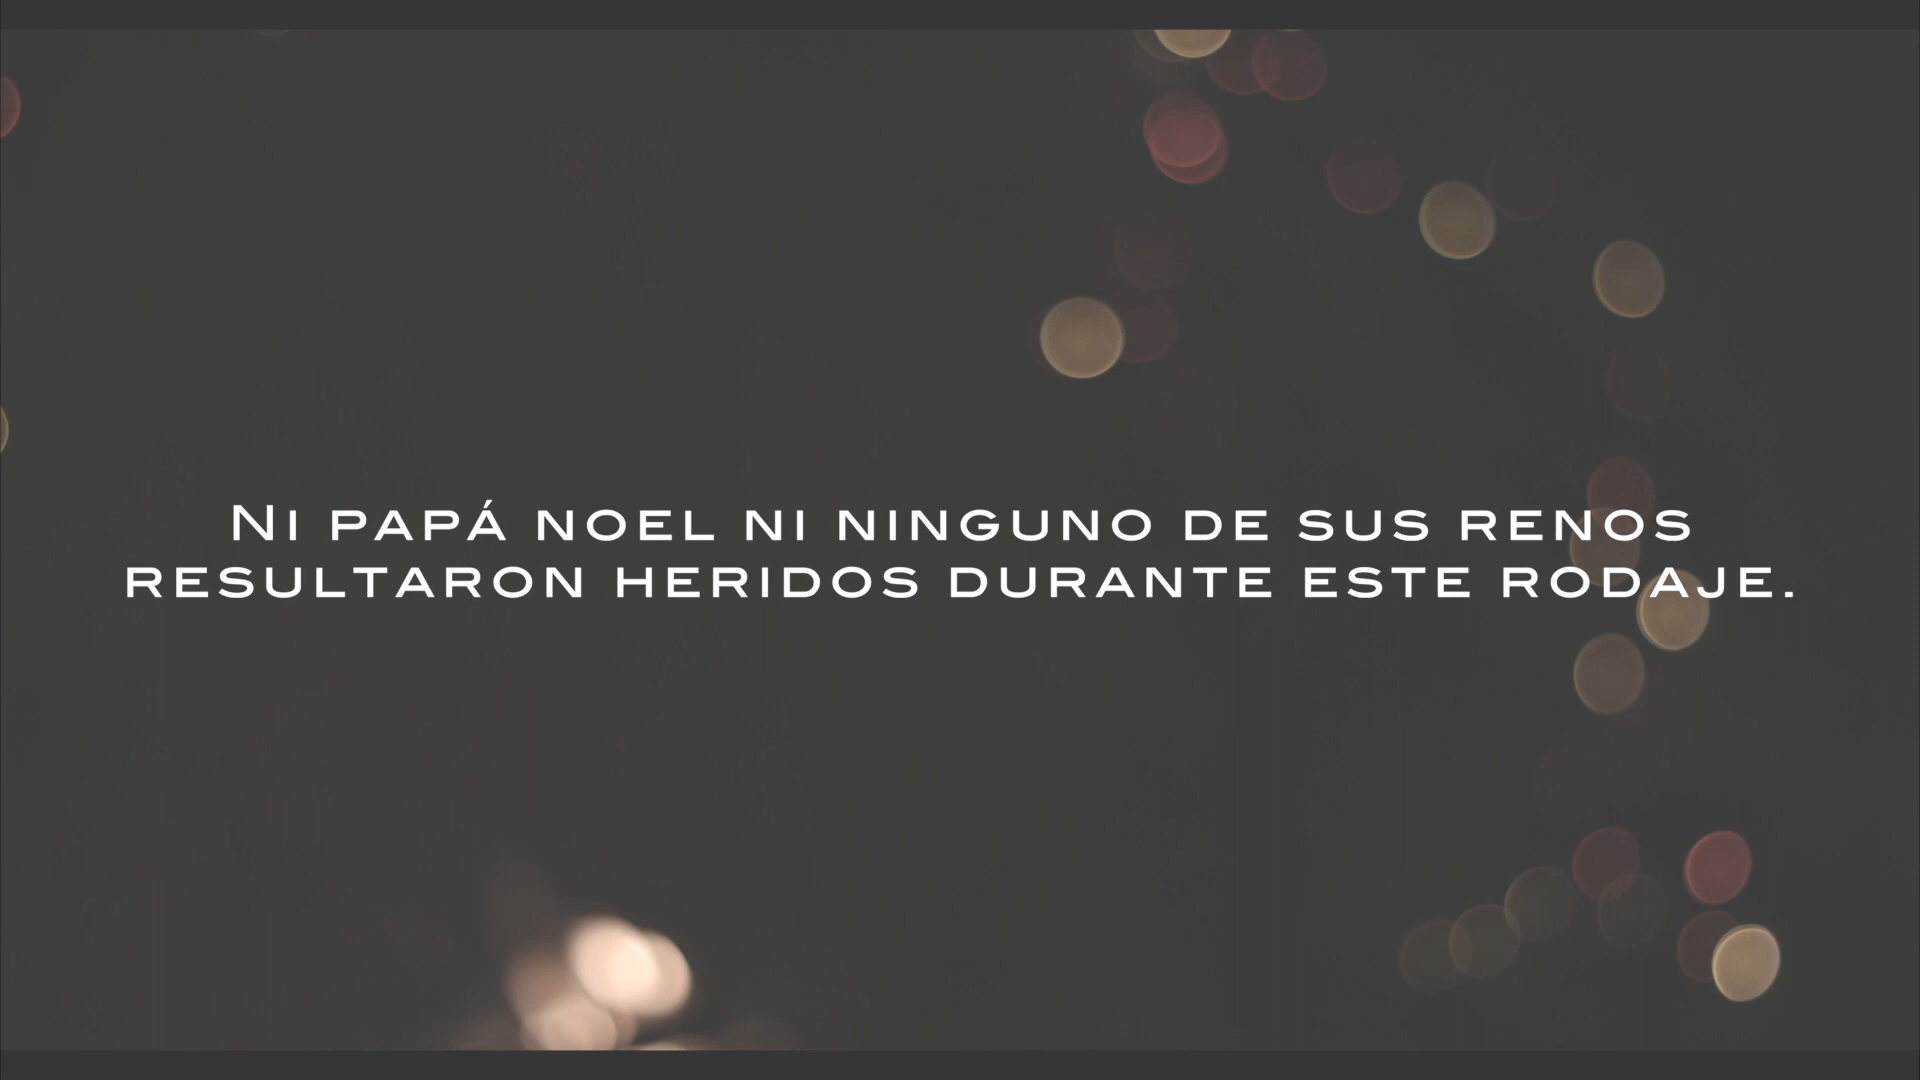 Ni papá noel ni ninguno de sus renos
resultaron heridos durante este rodaje.